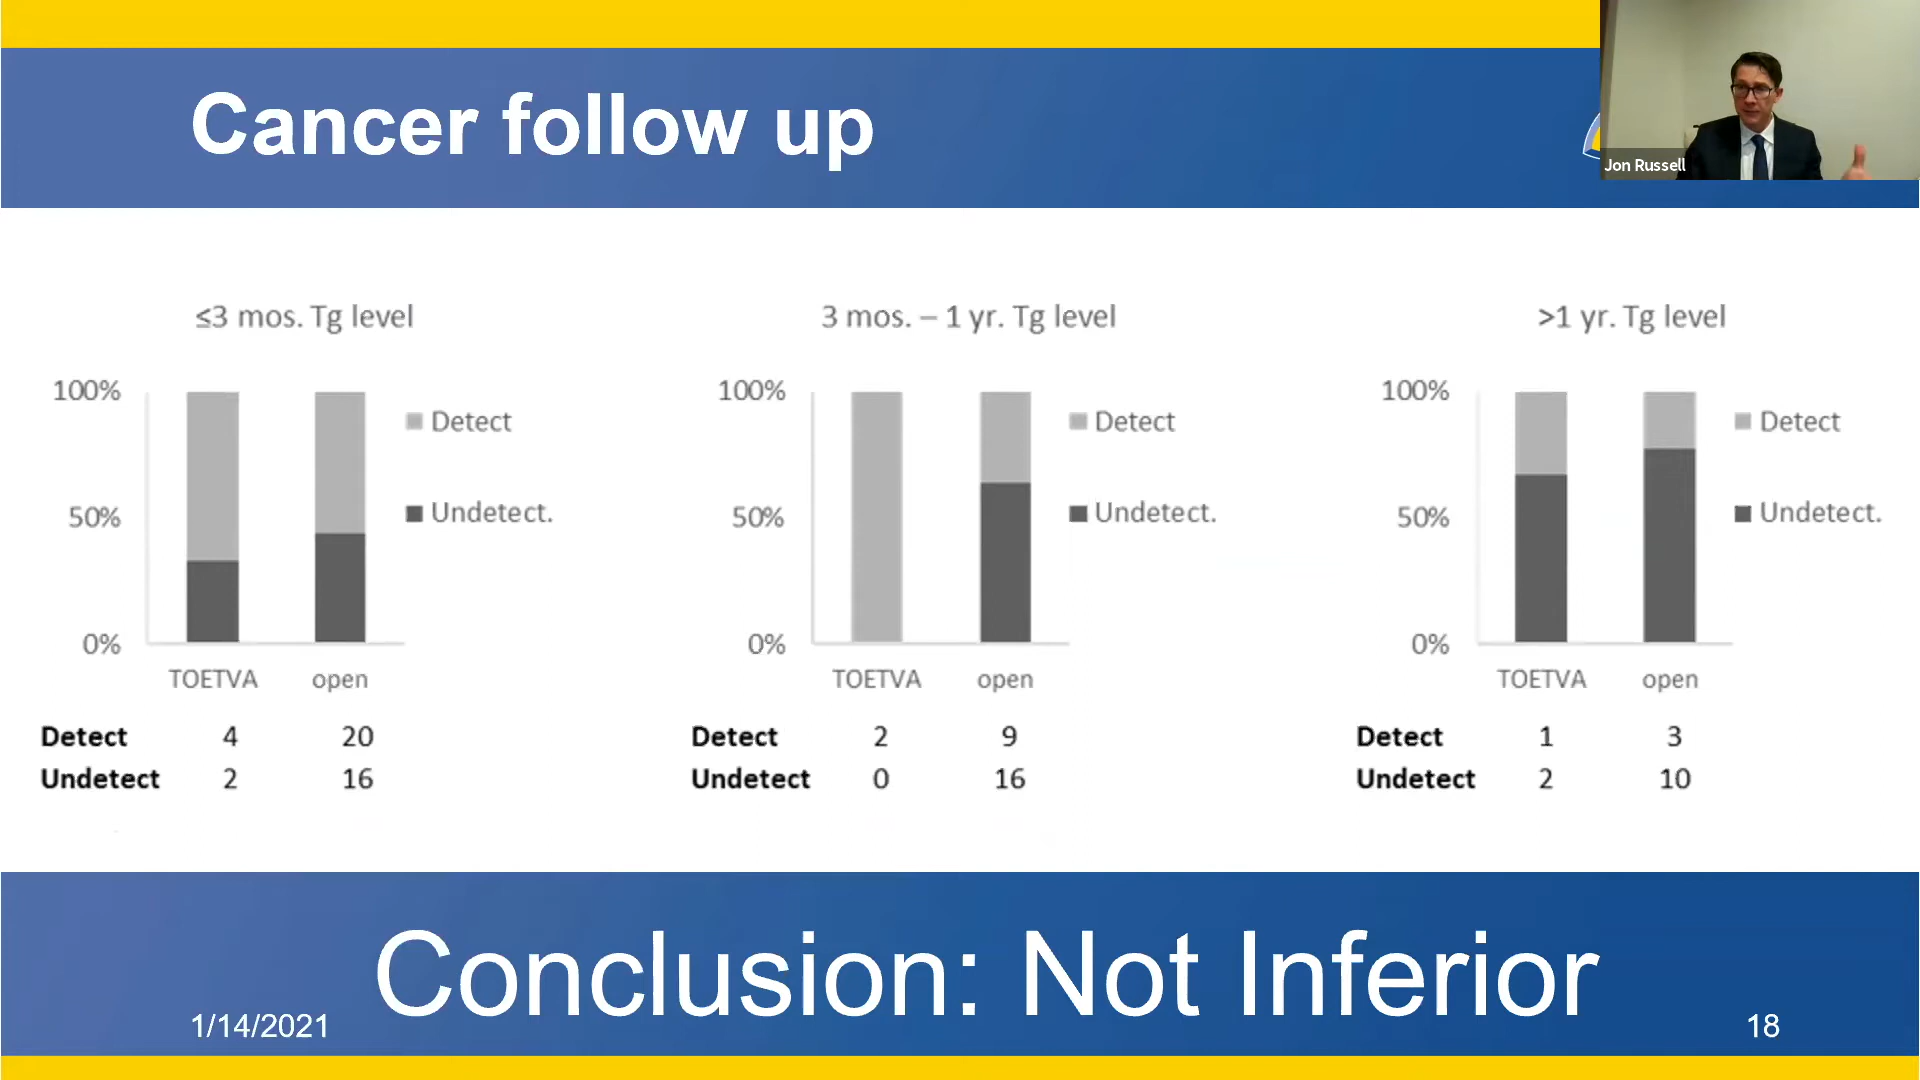 Cancer follow up
Jon Russell
≤3 mos. Tg level
100%
50%
0%
Detect
Undetect.
TOETVA open
Detect 4 20
Undetect 2 16
3 mos. – 1 yr. Tg level
100%
50%
0%
Detect
Undetect.
TOETVA open
Detect 2 9
Undetect 0 16
>1 yr. Tg level
100%
50%
0%
Detect
Undetect.
TOETVA open
Detect 1 3
Undetect 2 10
Conclusion: Not Inferior
1/14/2021
18